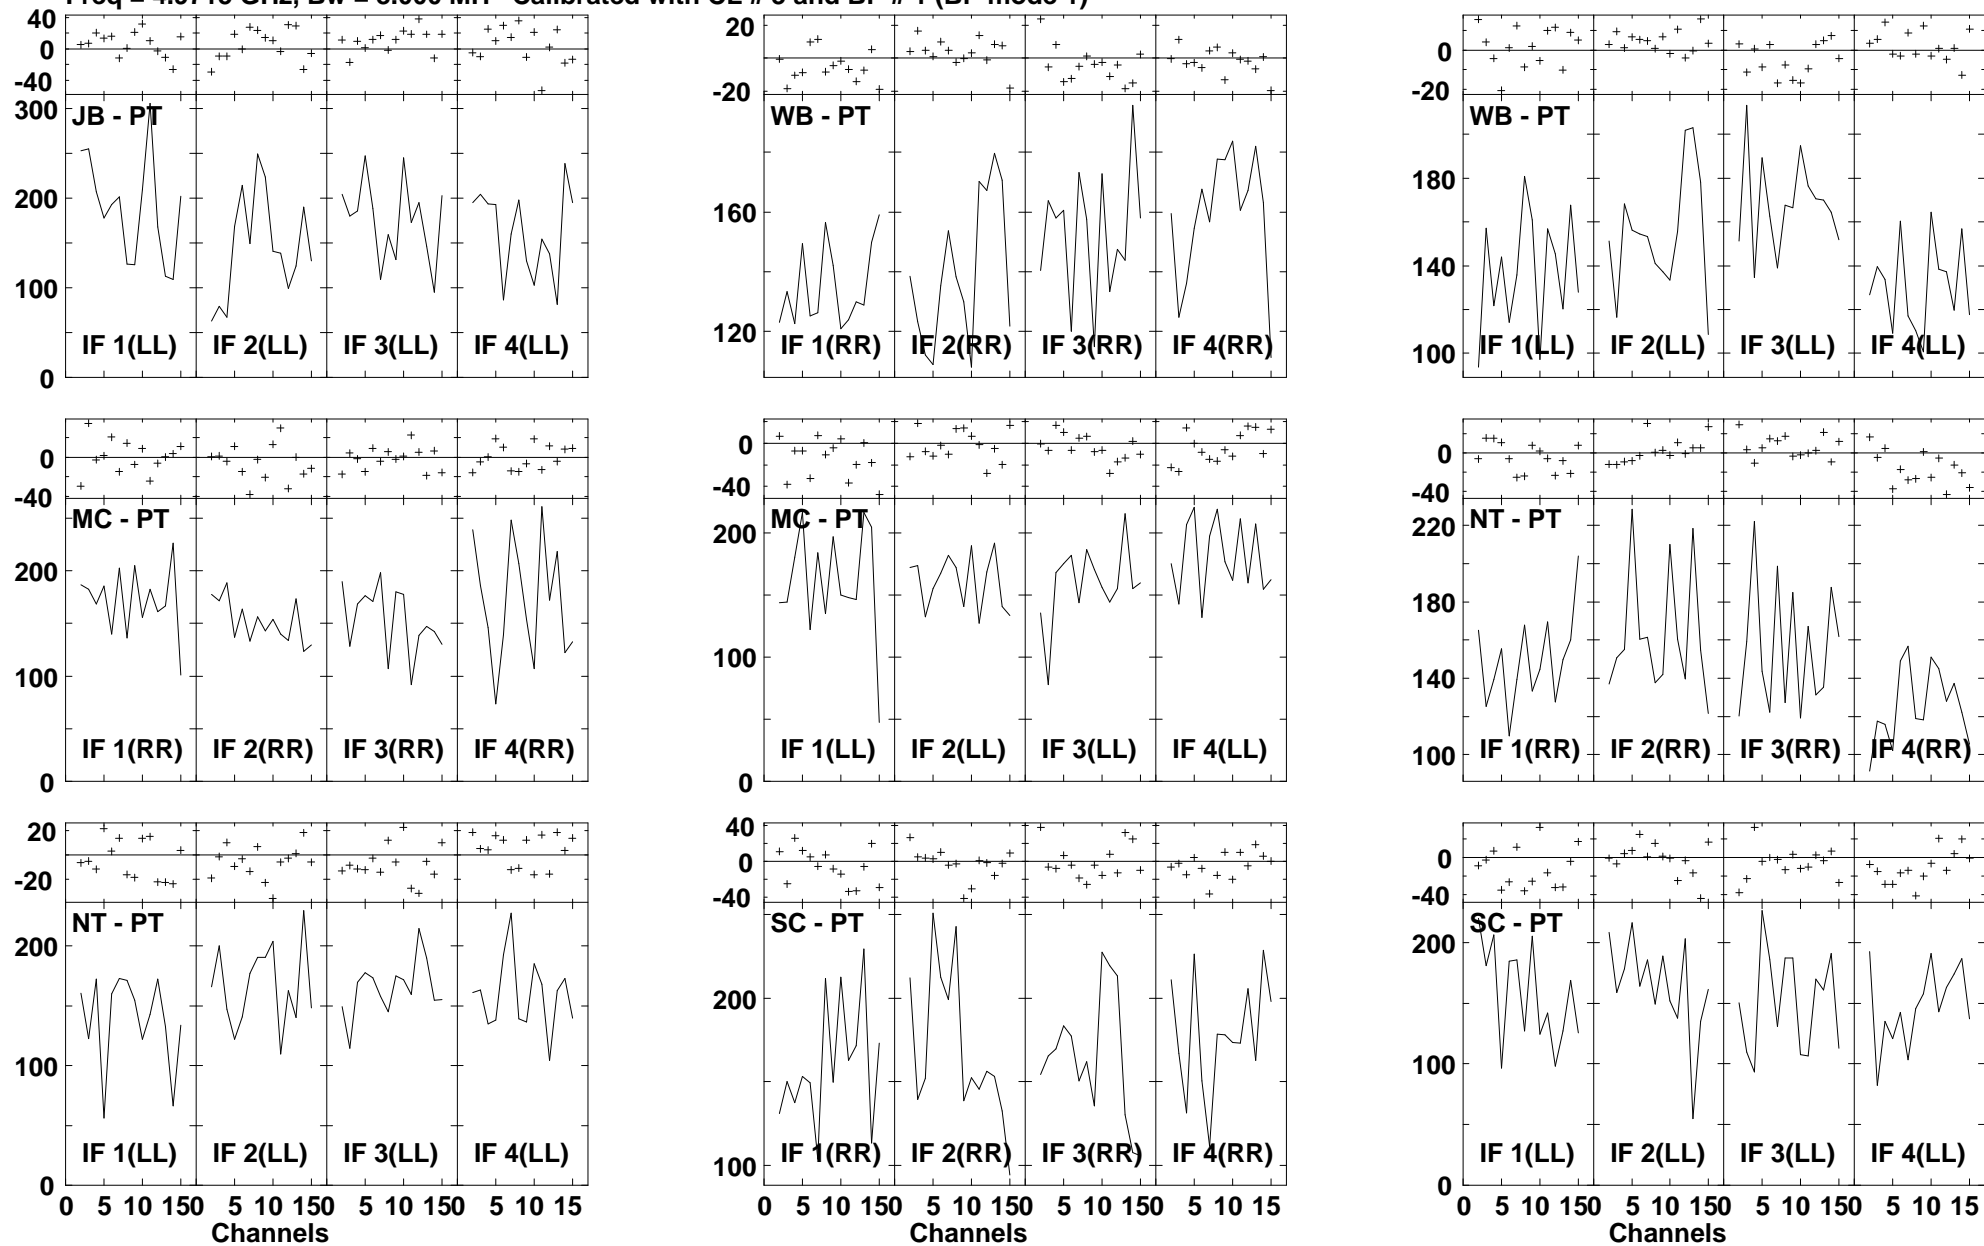 40 20 40
0 0 0
-40 -20 -20
300 JB - PT WB - PT WB - PT
200 160 180
100 120 140
0 100
IF 1(LL) IF 2(LL) IF 3(LL) IF 4(LL) IF 1(RR) IF 2(RR) IF 3(RR) IF 4(RR) IF 1(LL) IF 2(LL) IF 3(LL) IF 4(LL)
0 0 0
-40 -40 -40
MC - PT MC - PT NT - PT
200 200 220
100 100 180
0 0 140
100
IF 1(RR) IF 2(RR) IF 3(RR) IF 4(RR) IF 1(LL) IF 2(LL) IF 3(LL) IF 4(LL) IF 1(RR) IF 2(RR) IF 3(RR) IF 4(RR)
20 40 0
-20 0 -40
-40
NT - PT SC - PT SC - PT
200 200 200
100 100 100
0 0
IF 1(LL) IF 2(LL) IF 3(LL) IF 4(LL) IF 1(RR) IF 2(RR) IF 3(RR) IF 4(RR) IF 1(LL) IF 2(LL) IF 3(LL) IF 4(LL)
0 5 10 150 5 10 150 5 10 150 5 10 15 0 5 10 150 5 10 150 5 10 150 5 10 15 0 5 10 150 5 10 150 5 10 150 5 10 15
Channels Channels Channels